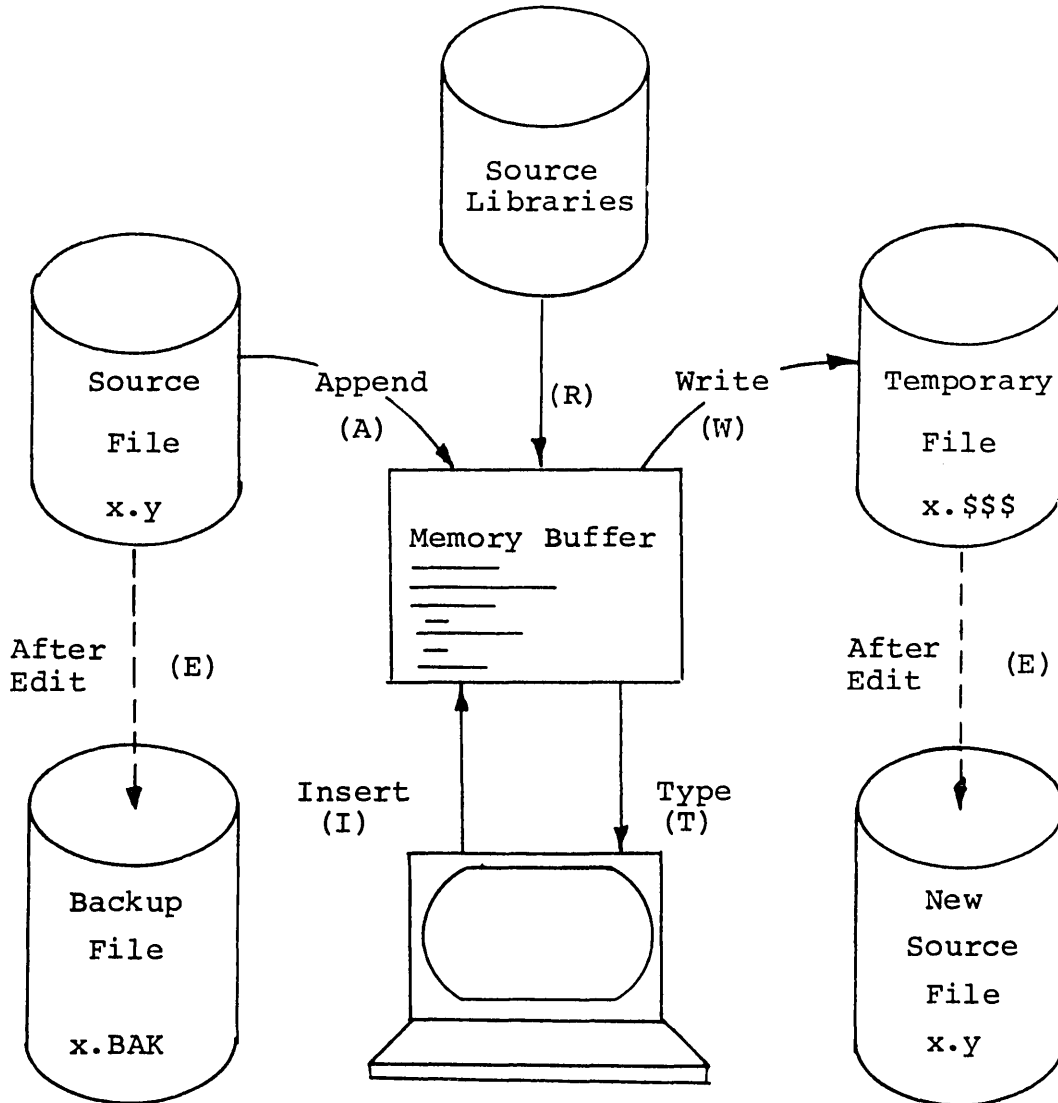 Source
Libraries
Source
File
x.y
Append
(A)
(R)
Write
(W)
Temporary
File
x.$$$
Memory Buffer
After
Edit
(E)
After
Edit
(E)
Insert
(I)
Type
(T)
Backup
File
x.BAK
New
Source
File
x.y